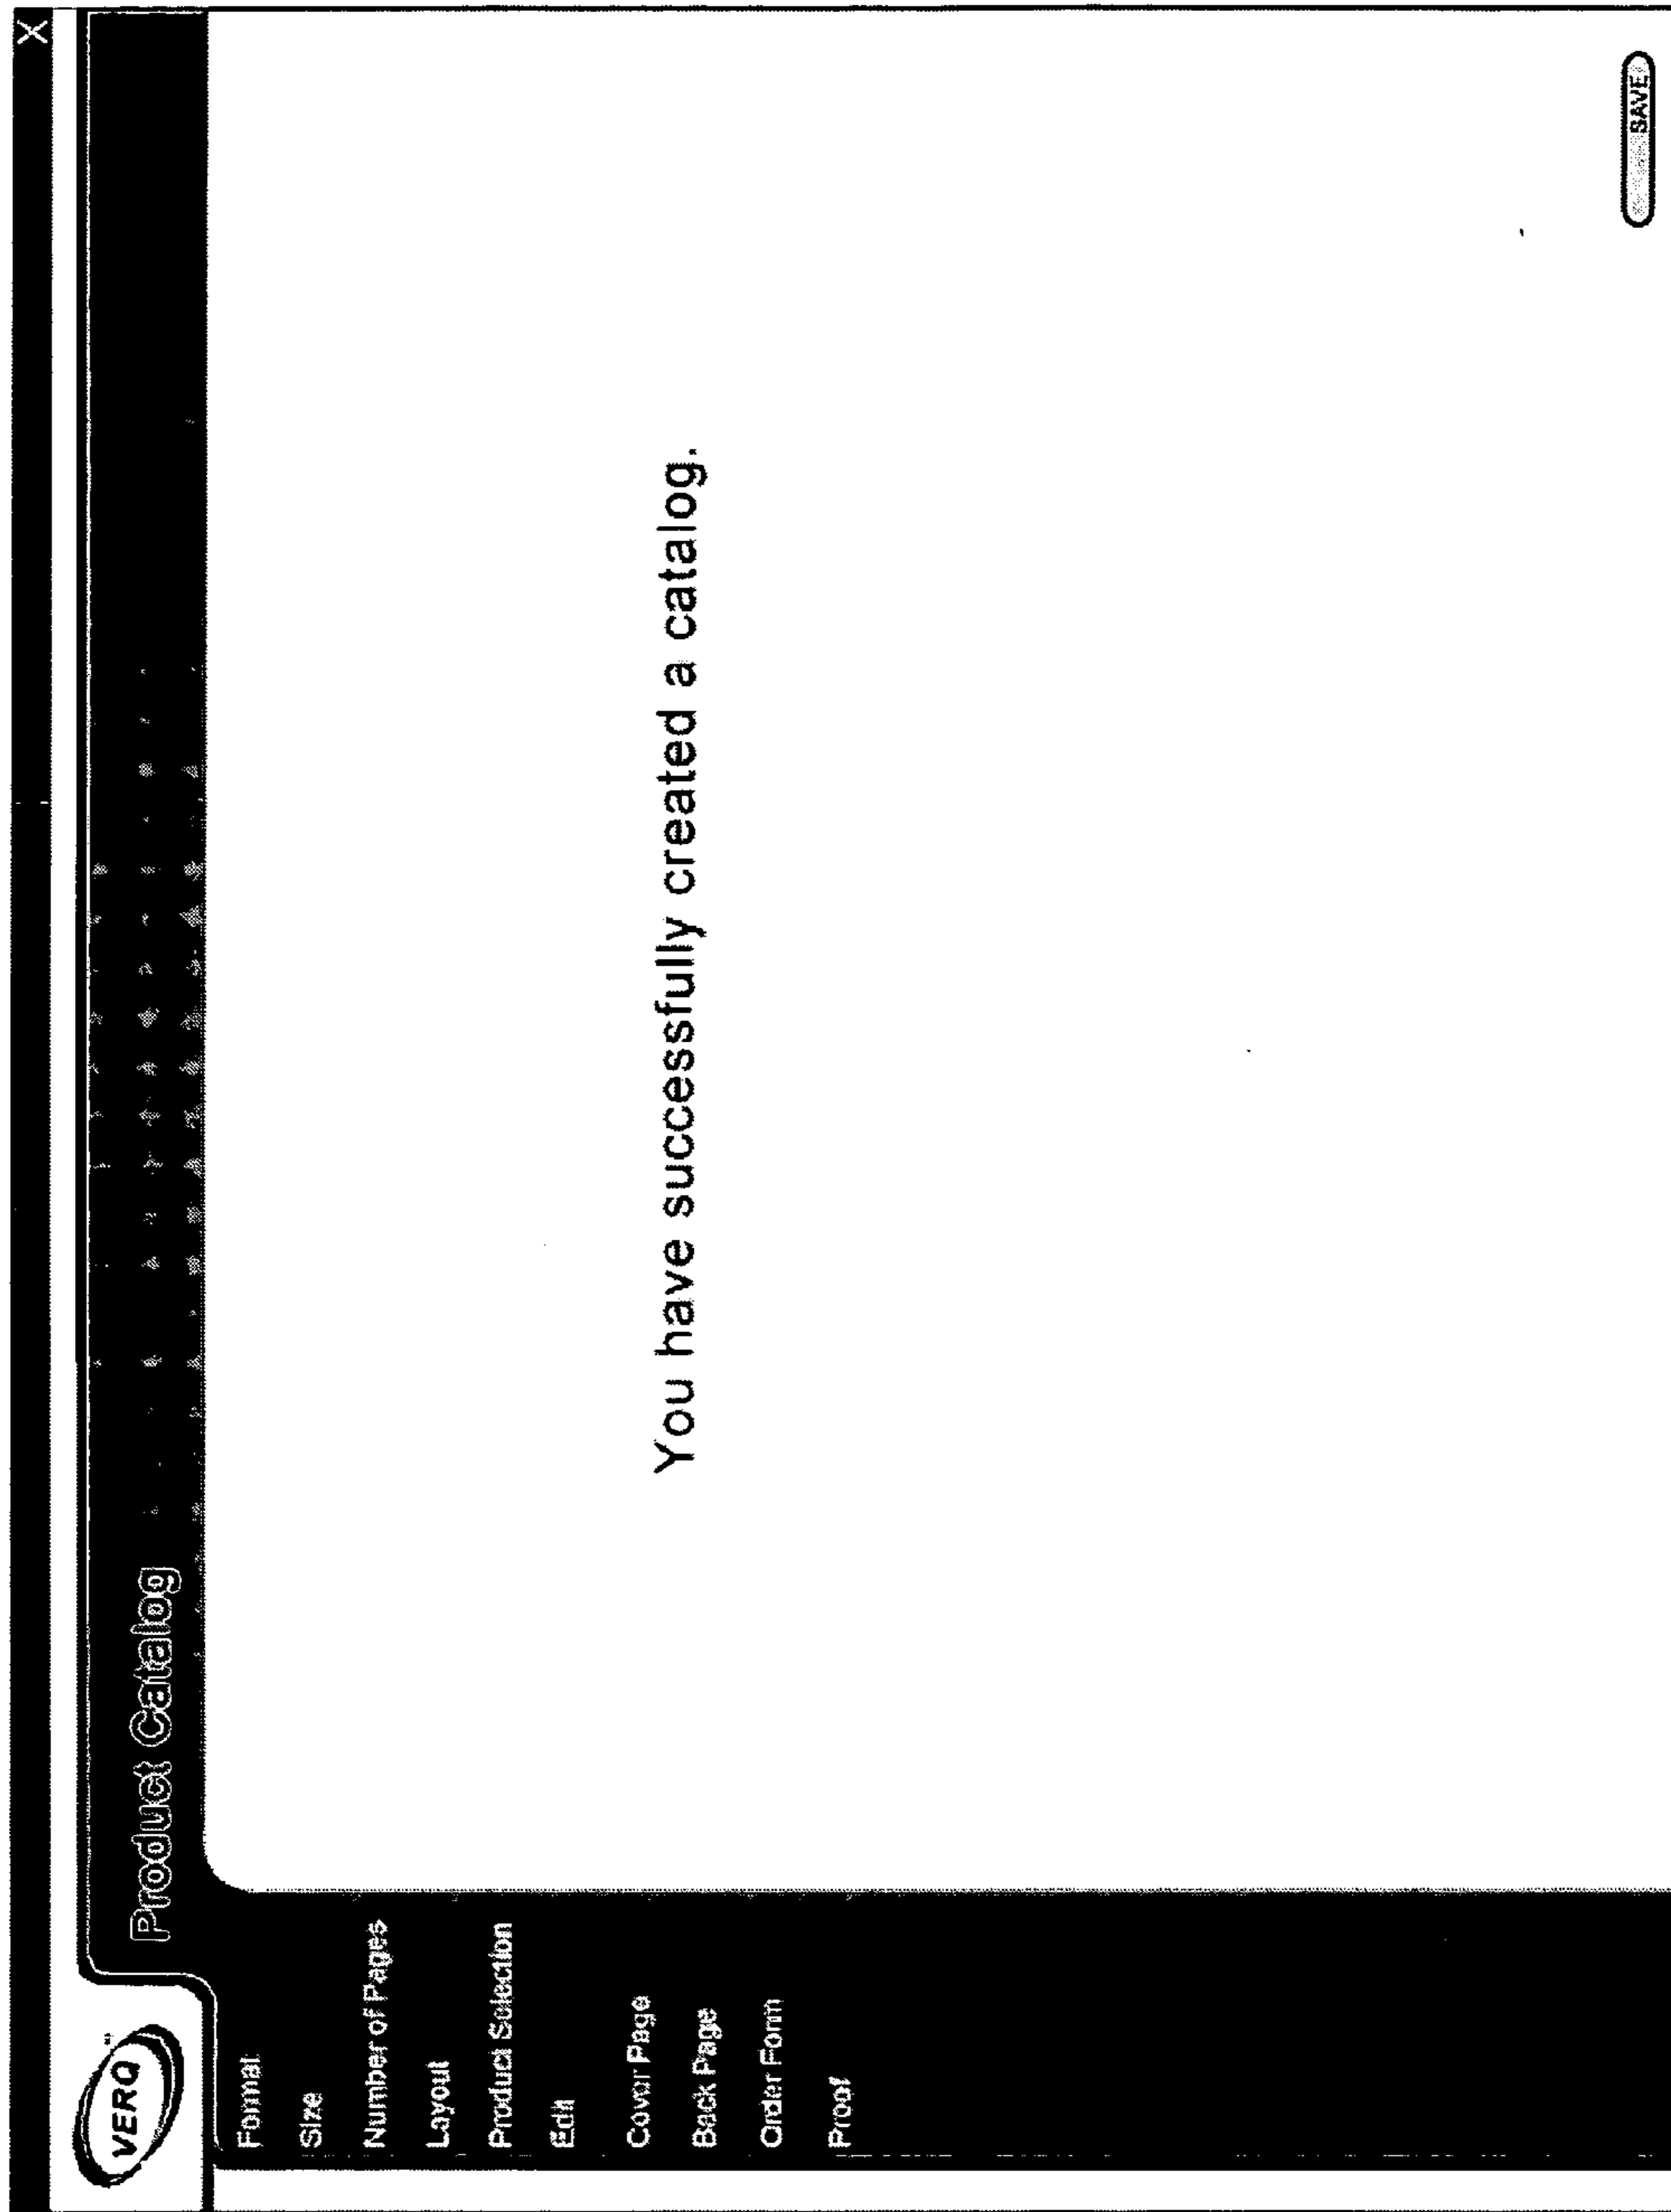 X
VERQ
Product Catalog
Format
Size
Number of Pages
Layout
Product Selection
Edit
Cover Page
Back Page
Order Form
Proof
You have successfully created a catalog.
SAVE